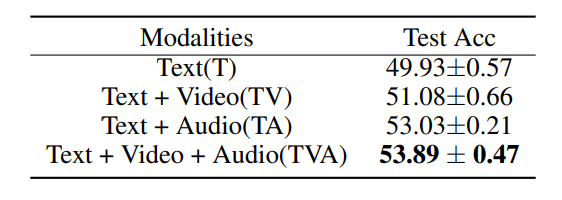 Modalities Test Acc
Text(T) 49.93±0.57
Text + Video(TV) 51.08±0.66
Text + Audio(TA) 53.03±0.21
Text + Video + Audio(TVA) 53.89 ± 0.47